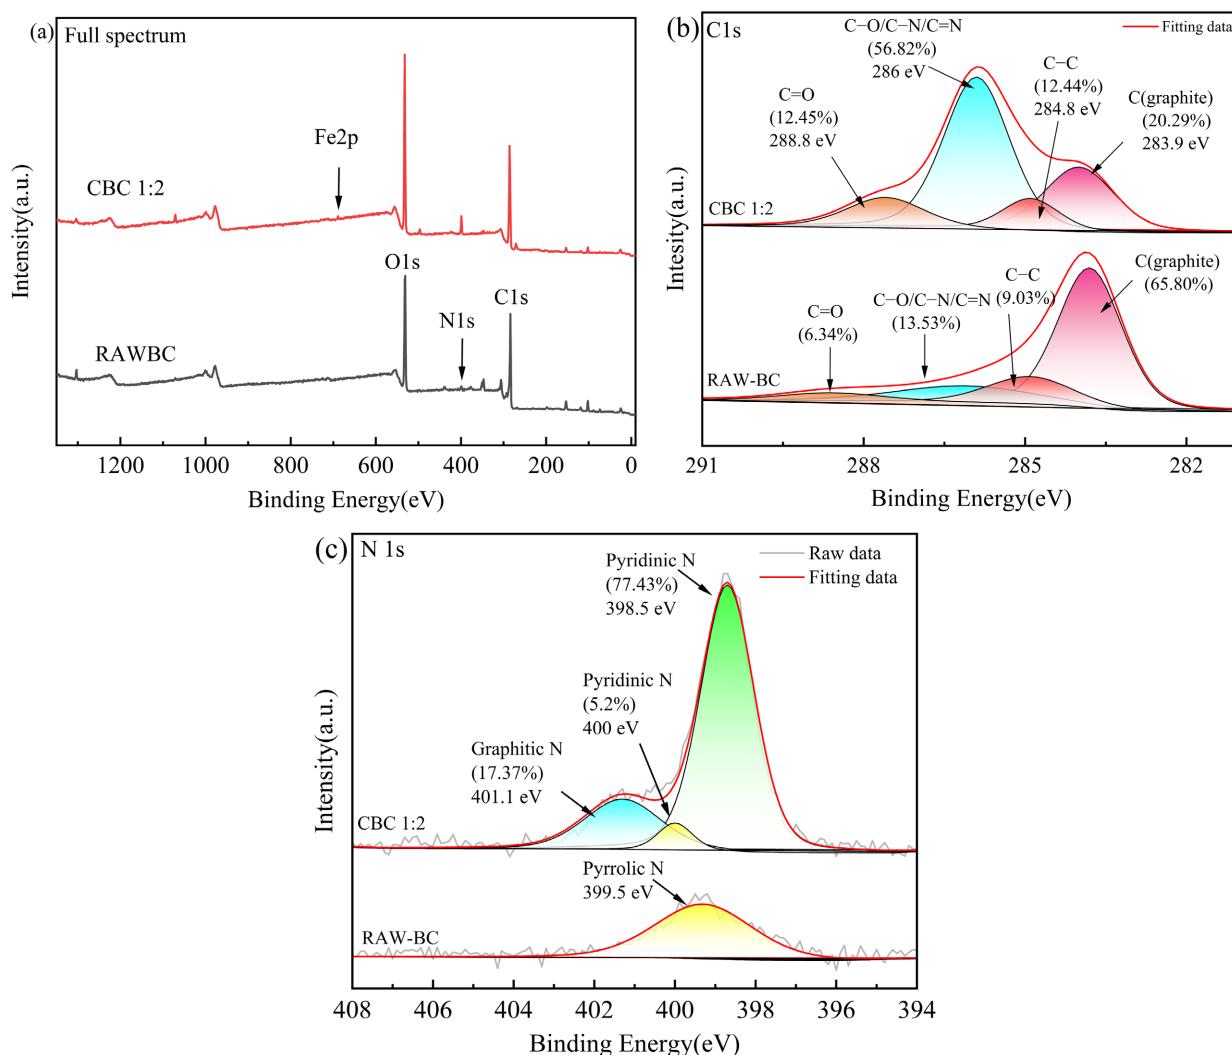 (a)
Full spectrum
Fe2p
CBC 1:2
O1s
C1s
N1s
RAWBC
Intensity(a.u.)
1200
1000
800
600
400
200
0
Binding Energy(eV)
(b)
C1s
Fitting data
C−O/C−N/C=N
(56.82%)
286 eV
C−C
(12.44%)
284.8 eV
C=O
(12.45%)
288.8 eV
C(graphite)
(20.29%)
283.9 eV
CBC 1:2
C(graphite)
(65.80%)
C−C
(9.03%)
C−O/C−N/C=N
(13.53%)
C=O
(6.34%)
RAW-BC
Intesity(a.u.)
291
288
285
282
Binding Energy(eV)
(c)
N 1s
Raw data
Fitting data
Pyridinic N
(77.43%)
398.5 eV
Pyridinic N
(5.2%)
400 eV
Graphitic N
(17.37%)
401.1 eV
CBC 1:2
Pyrrolic N
399.5 eV
RAW-BC
Intensity(a.u.)
408
406
404
402
400
398
396
394
Binding Energy(eV)